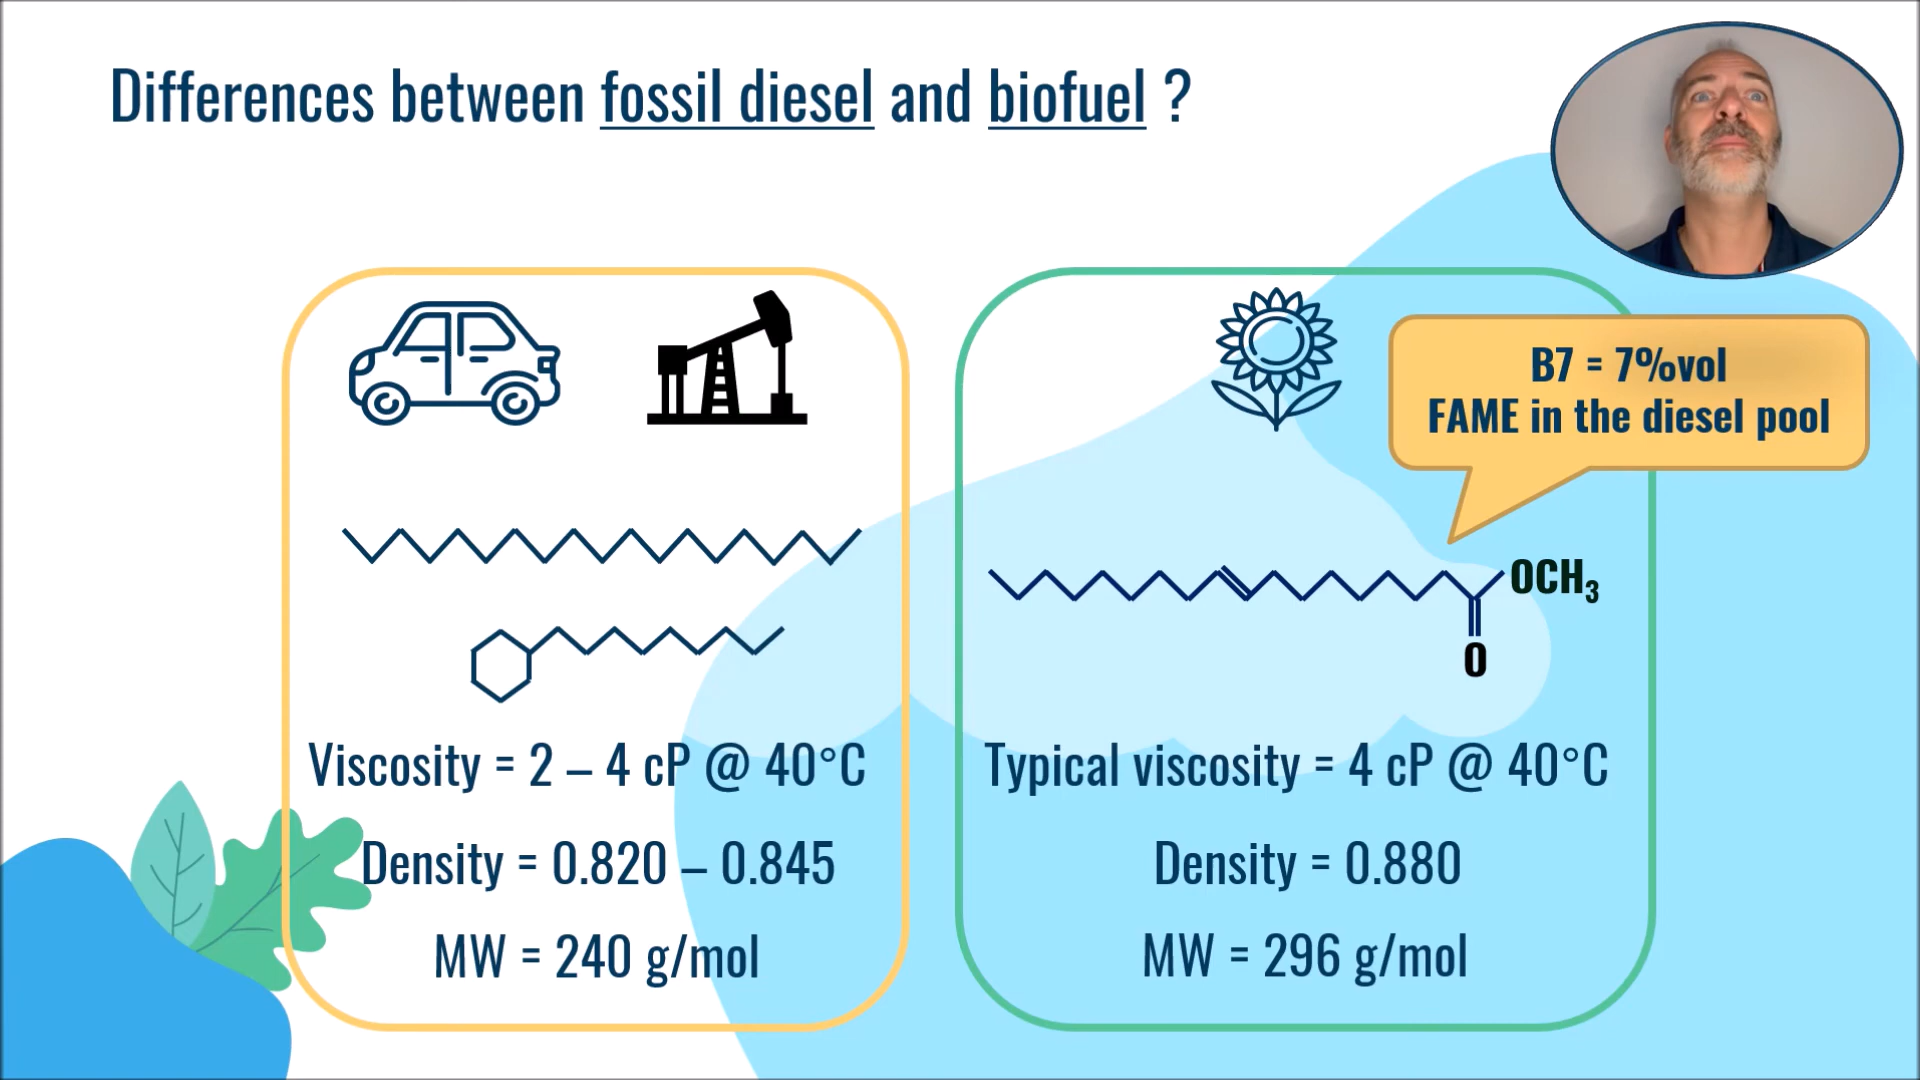 Differences between fossil diesel and biofuel ?
B7 = 7%vol
FAME in the diesel pool
OCH₃
O
Viscosity = 2 – 4 cP @ 40°C
Density = 0.820 – 0.845
MW = 240 g/mol
Typical viscosity = 4 cP @ 40°C
Density = 0.880
MW = 296 g/mol